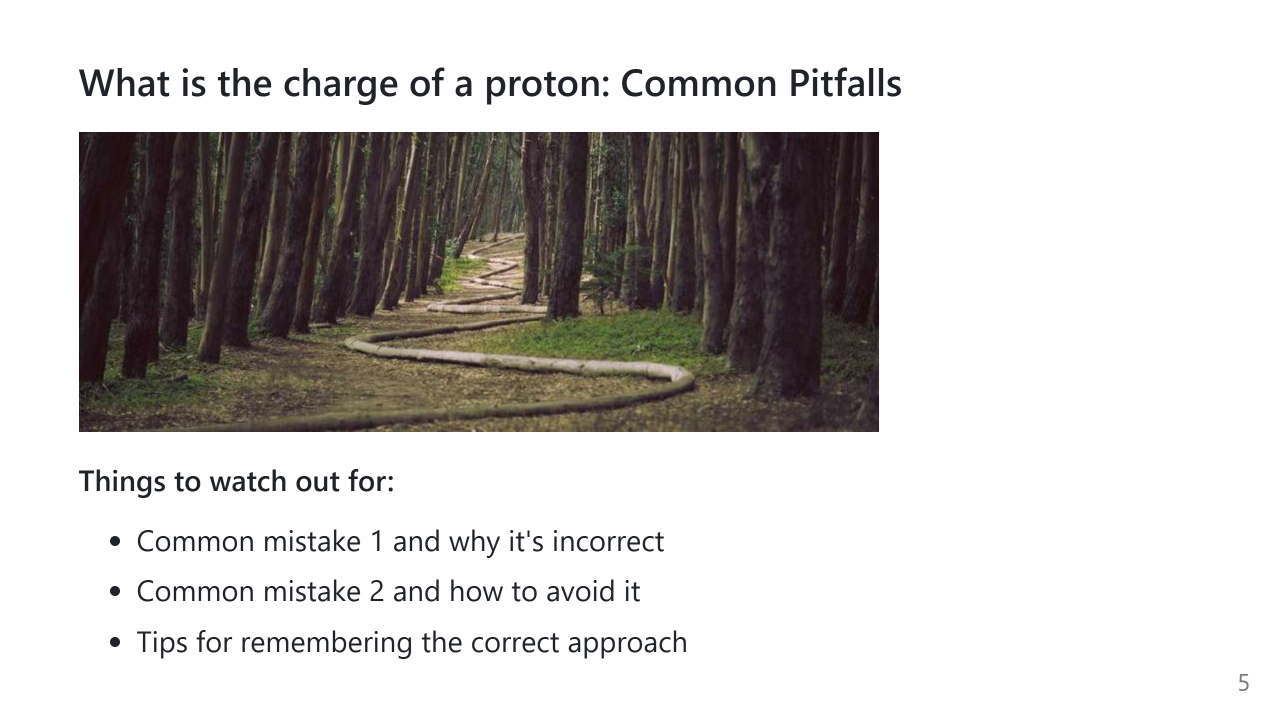 What is the charge of a proton: Common Pitfalls
Things to watch out for:
Common mistake 1 and why it's incorrect
Common mistake 2 and how to avoid it
Tips for remembering the correct approach
5